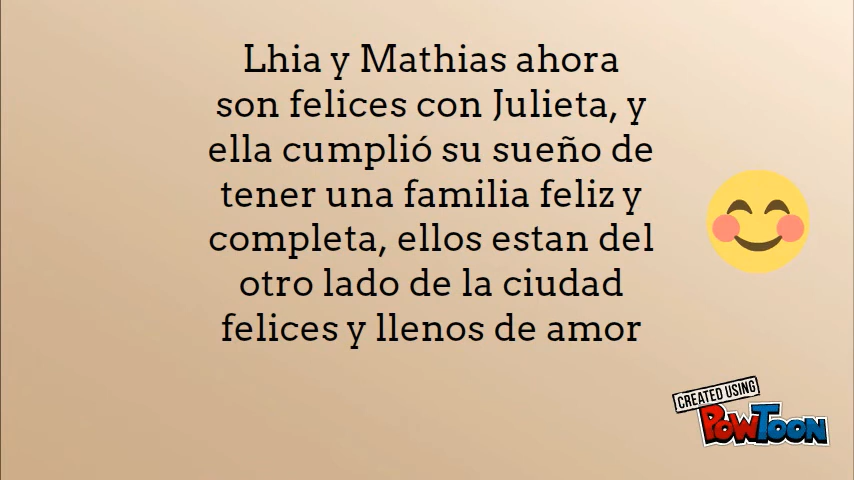 Lhia y Mathias ahora
son felices con Julieta, y
ella cumplió su sueño de
tener una familia feliz y
completa, ellos estan del
otro lado de la ciudad
felices y llenos de amor
CREATED USING
POWTOON